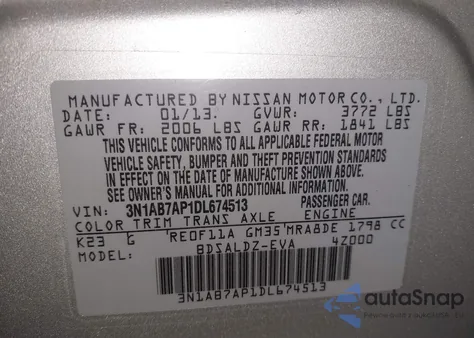 MANUFACTURED BY NISSAN MOTOR CO., LTD.
DATE: 01/13. GVWR: 3772 LBS
GAWR FR: 2006 LBS GAWR RR: 1841 LBS
THIS VEHICLE CONFORMS TO ALL APPLICABLE FEDERAL MOTOR
VEHICLE SAFETY, BUMPER AND THEFT PREVENTION STANDARDS
IN EFFECT ON THE DATE OF MANUFACTURE SHOWN ABOVE.
SEE OWNER'S MANUAL FOR ADDITIONAL INFORMATION.
VIN: 3N1AB7AP1DL674513 PASSENGER CAR.
COLOR TRIM TRANS AXLE ENGINE
K23 G RE0F11A GM35 MRA8DE 1798 CC
MODEL: BDSALDZ-EVA 4Z000
3N1AB7AP1DL674513
autoSnap